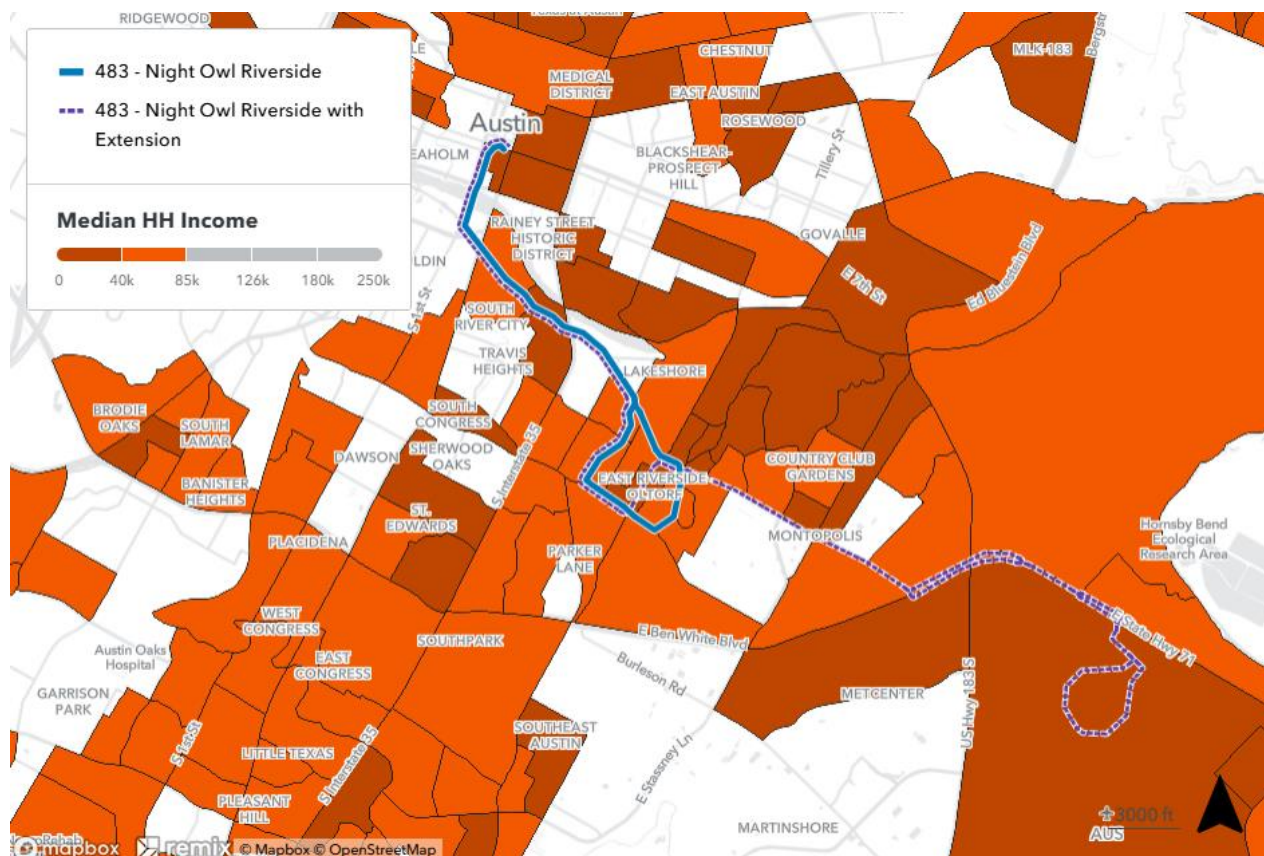 RIDGEWOOD
483 - Night Owl Riverside
483 - Night Owl Riverside with
Extension
Median HH Income
0 40k 85k 126k 180k 250k
CHESTNUT
MLK-183
MEDICAL
DISTRICT
EAST AUSTIN
ROSEWOOD
Austin
EAHOLM
BLACKSHEAR-
PROSPECT
HILL
Tillery St
RAINEY STREET
HISTORIC
DISTRICT
GOVALLE
LDIN
E 7th St
Ed Bluestein Blvd
S 1st St
SOUTH
RIVER CITY
TRAVIS
HEIGHTS
LAKESHORE
BRODIE
OAKS
SOUTH
LAMAR
SOUTH
CONGRESS
SHERWOOD
OAKS
S Interstate 35
DAWSON
BANISTER
HEIGHTS
EAST RIVERSIDE-
OLTORF
COUNTRY CLUB
GARDENS
ST.
EDWARDS
PLACIDENA
PARKER
LANE
MONTOPOLIS
Hornsby Bend
Ecological
Research Area
WEST
CONGRESS
SOUTHPARK
E Ben White Blvd
E State Hwy 71
Austin Oaks
Hospital
EAST
CONGRESS
Burleson Rd
GARRISON
PARK
METCENTER
US Hwy 183 S
SOUTHEAST
AUSTIN
S 1st St
LITTLE TEXAS
S Interstate 35
E Stassney Ln
PLEASANT
HILL
MARTINSHORE
3000 ft
AUS
mapbox remix © Mapbox © OpenStreetMap